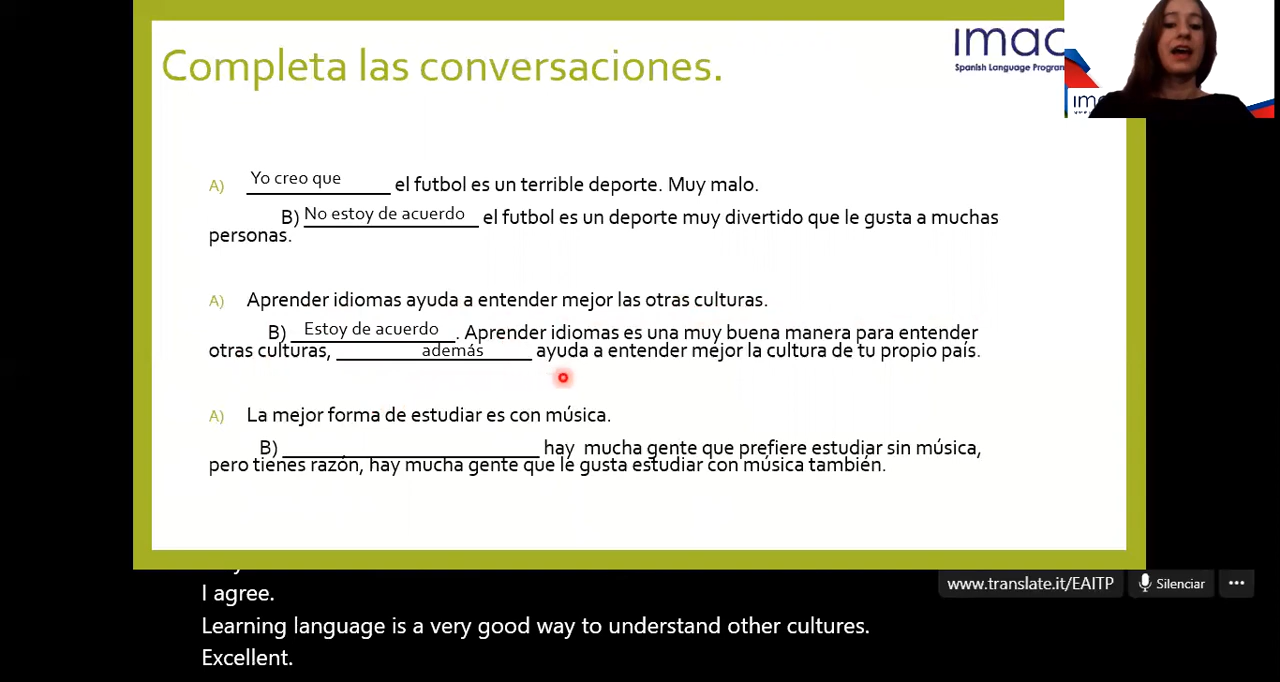 Completa las conversaciones.
imac
Spanish Language Program
A) Yo creo que el futbol es un terrible deporte. Muy malo.
B) No estoy de acuerdo el futbol es un deporte muy divertido que le gusta a muchas
personas.
A) Aprender idiomas ayuda a entender mejor las otras culturas.
B) Estoy de acuerdo. Aprender idiomas es una muy buena manera para entender
otras culturas, además ayuda a entender mejor la cultura de tu propio país.
A) La mejor forma de estudiar es con música.
B) hay mucha gente que prefiere estudiar sin música,
pero tienes razón, hay mucha gente que le gusta estudiar con música también.
www.translate.it/EAITP
Silenciar
I agree.
Learning language is a very good way to understand other cultures.
Excellent.